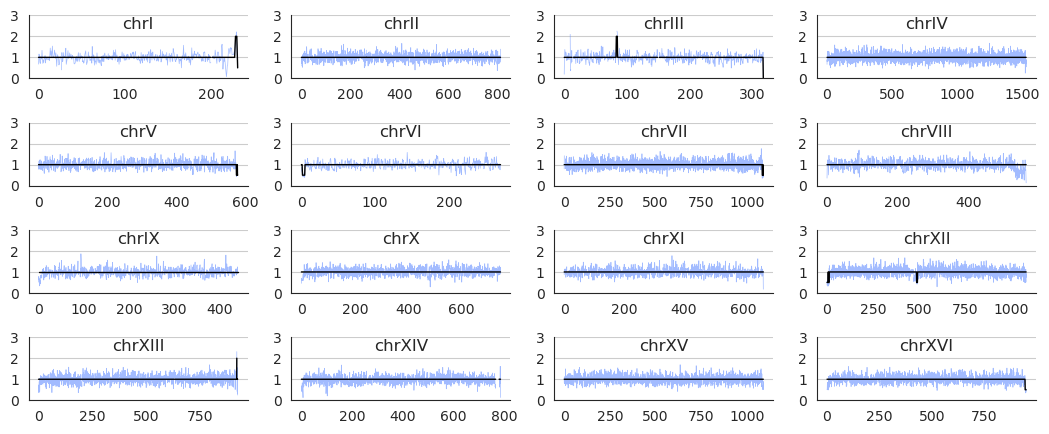 3 chrI 3 chrII 3 chrIII 3 chrIV
2 2 2 2
1 1 1 1
0 0 0 0
0 100 200 0 200 400 600 800 0 100 200 300 0 500 1000 1500
3 chrV 3 chrVI 3 chrVII 3 chrVIII
2 2 2 2
1 1 1 1
0 0 0 0
0 200 400 600 0 100 200 0 250 500 750 1000 0 200 400
3 chrIX 3 chrX 3 chrXI 3 chrXII
2 2 2 2
1 1 1 1
0 0 0 0
0 100 200 300 400 0 200 400 600 0 200 400 600 0 250 500 750 1000
3 chrXIII 3 chrXIV 3 chrXV 3 chrXVI
2 2 2 2
1 1 1 1
0 0 0 0
0 250 500 750 0 200 400 600 800 0 250 500 750 1000 0 250 500 750